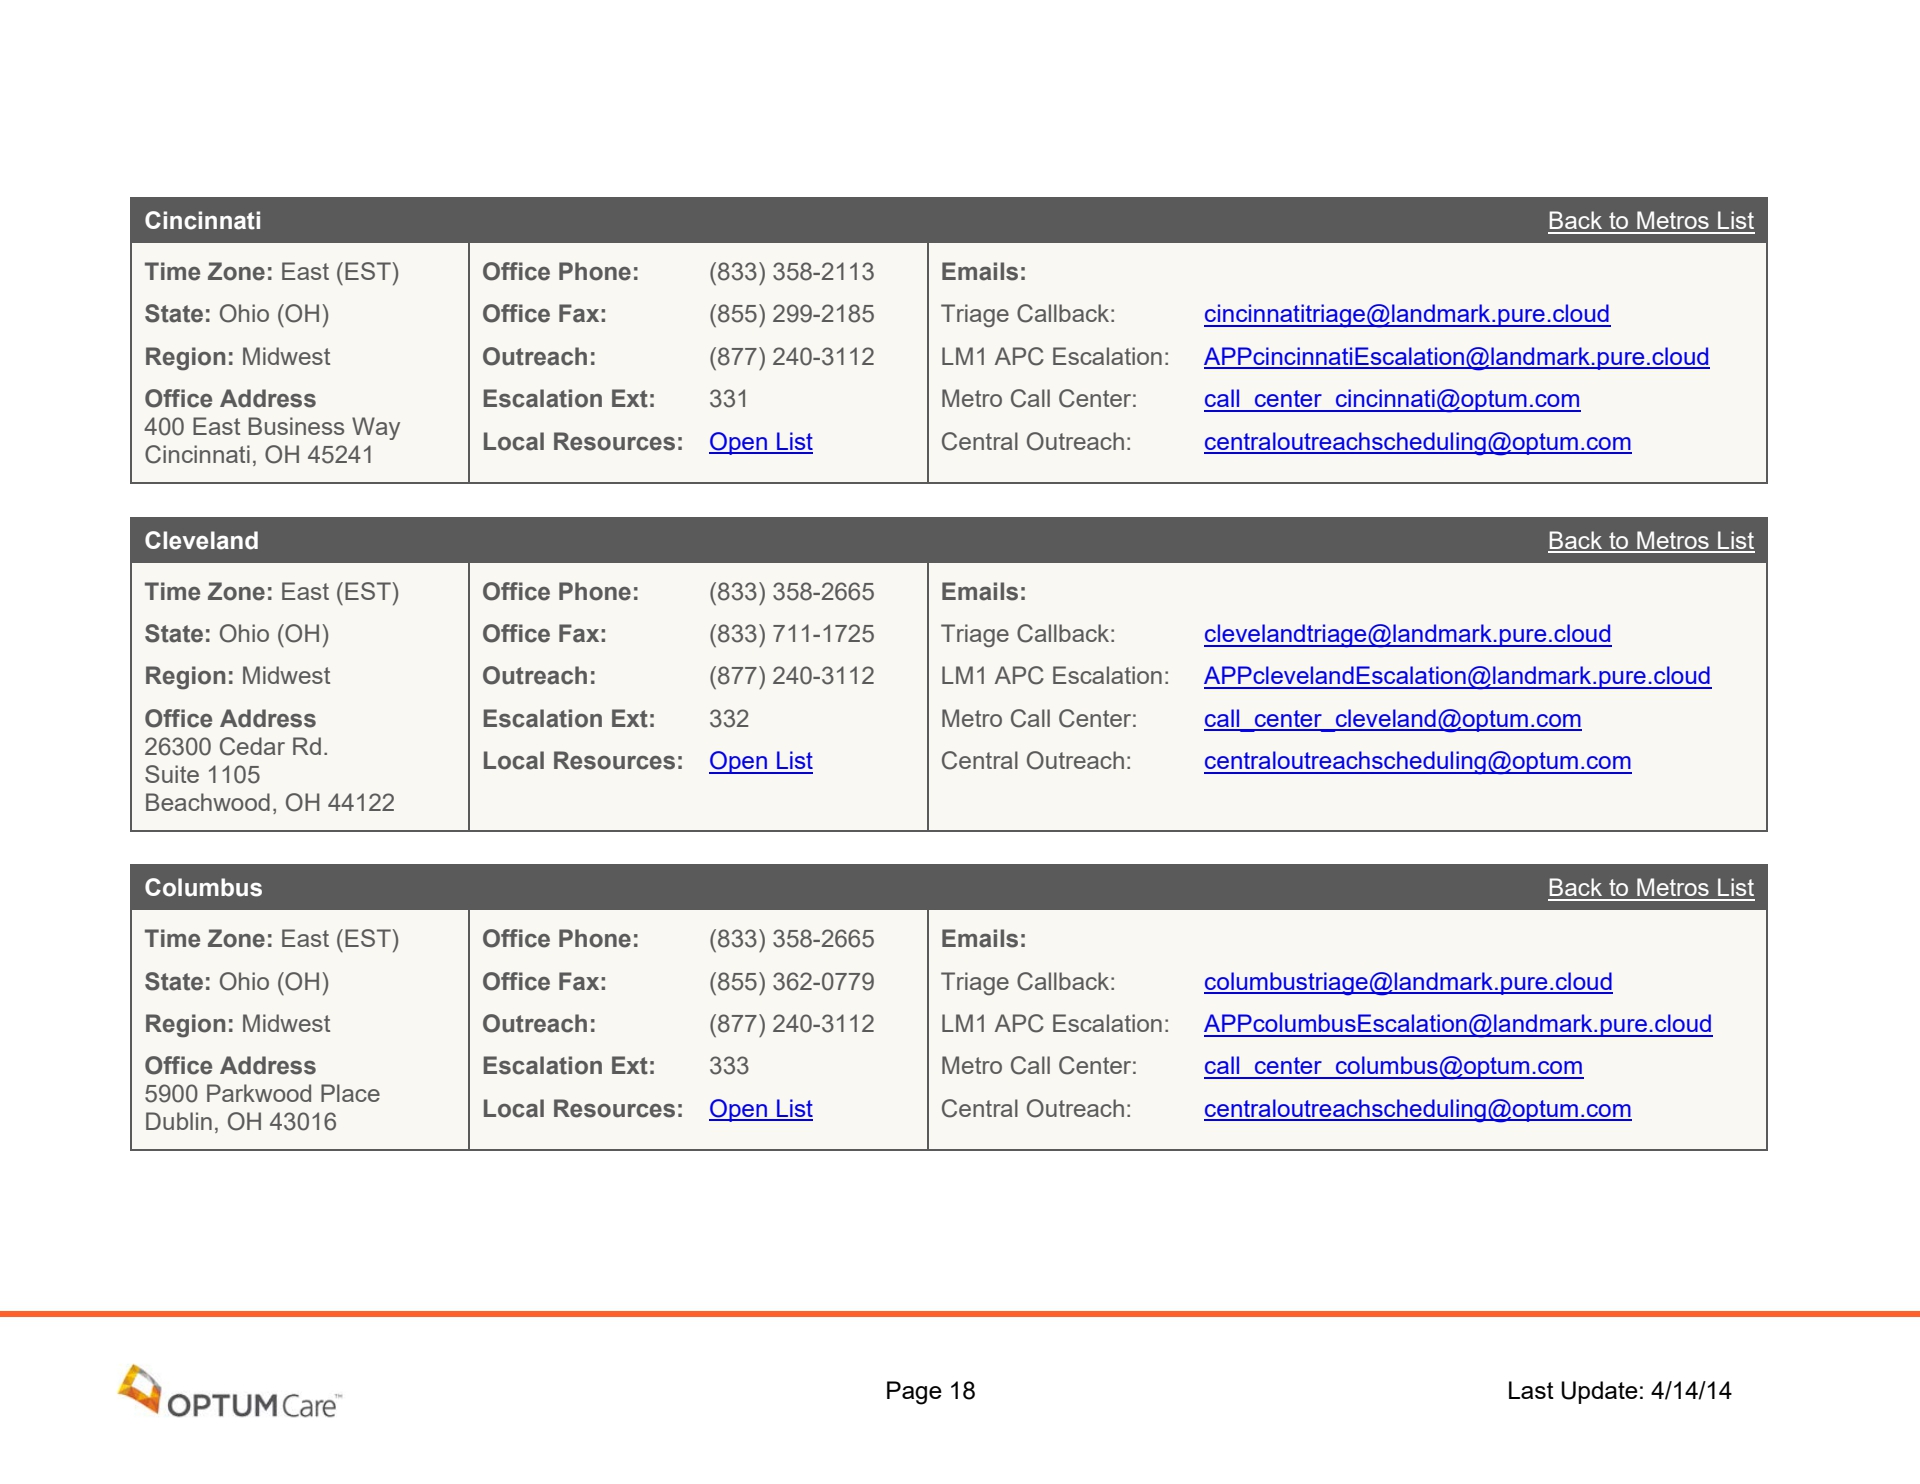 Cincinnati Back to Metros List
Time Zone: East (EST)
State: Ohio (OH)
Region: Midwest
Office Address
400 East Business Way
Cincinnati, OH 45241
Office Phone: (833) 358-2113
Office Fax: (855) 299-2185
Outreach: (877) 240-3112
Escalation Ext: 331
Local Resources: Open List
Emails:
Triage Callback: cincinnatitriage@landmark.pure.cloud
LM1 APC Escalation: APPcincinnatiEscalation@landmark.pure.cloud
Metro Call Center: call_center_cincinnati@optum.com
Central Outreach: centraloutreachscheduling@optum.com
Cleveland Back to Metros List
Time Zone: East (EST)
State: Ohio (OH)
Region: Midwest
Office Address
26300 Cedar Rd.
Suite 1105
Beachwood, OH 44122
Office Phone: (833) 358-2665
Office Fax: (833) 711-1725
Outreach: (877) 240-3112
Escalation Ext: 332
Local Resources: Open List
Emails:
Triage Callback: clevelandtriage@landmark.pure.cloud
LM1 APC Escalation: APPclevelandEscalation@landmark.pure.cloud
Metro Call Center: call_center_cleveland@optum.com
Central Outreach: centraloutreachscheduling@optum.com
Columbus Back to Metros List
Time Zone: East (EST)
State: Ohio (OH)
Region: Midwest
Office Address
5900 Parkwood Place
Dublin, OH 43016
Office Phone: (833) 358-2665
Office Fax: (855) 362-0779
Outreach: (877) 240-3112
Escalation Ext: 333
Local Resources: Open List
Emails:
Triage Callback: columbustriage@landmark.pure.cloud
LM1 APC Escalation: APPcolumbusEscalation@landmark.pure.cloud
Metro Call Center: call_center_columbus@optum.com
Central Outreach: centraloutreachscheduling@optum.com
OPTUM Care™ Page 18 Last Update: 4/14/14